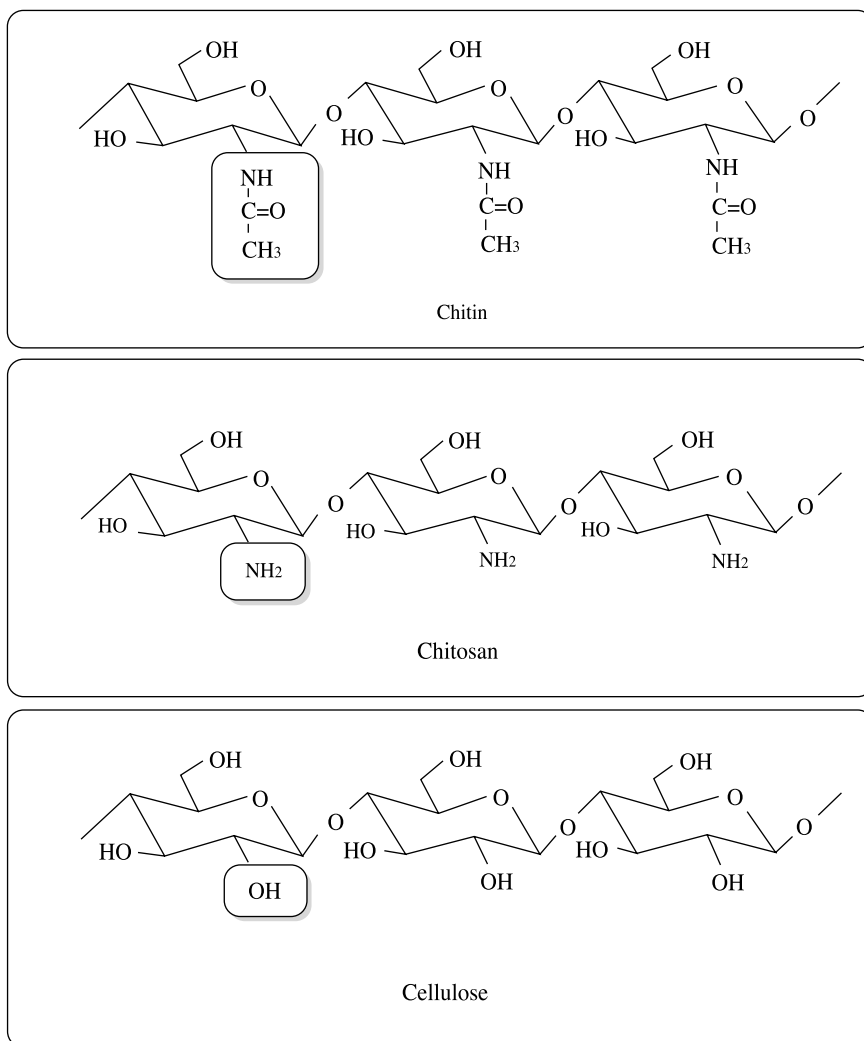 OH OH OH
O O O
O O O
HO HO HO
NH NH NH
C=O C=O C=O
CH3 CH3 CH3
Chitin
OH OH OH
O O O
O O O
HO HO HO
NH2 NH2 NH2
Chitosan
OH OH OH
O O O
O O O
HO HO HO
OH OH OH
Cellulose